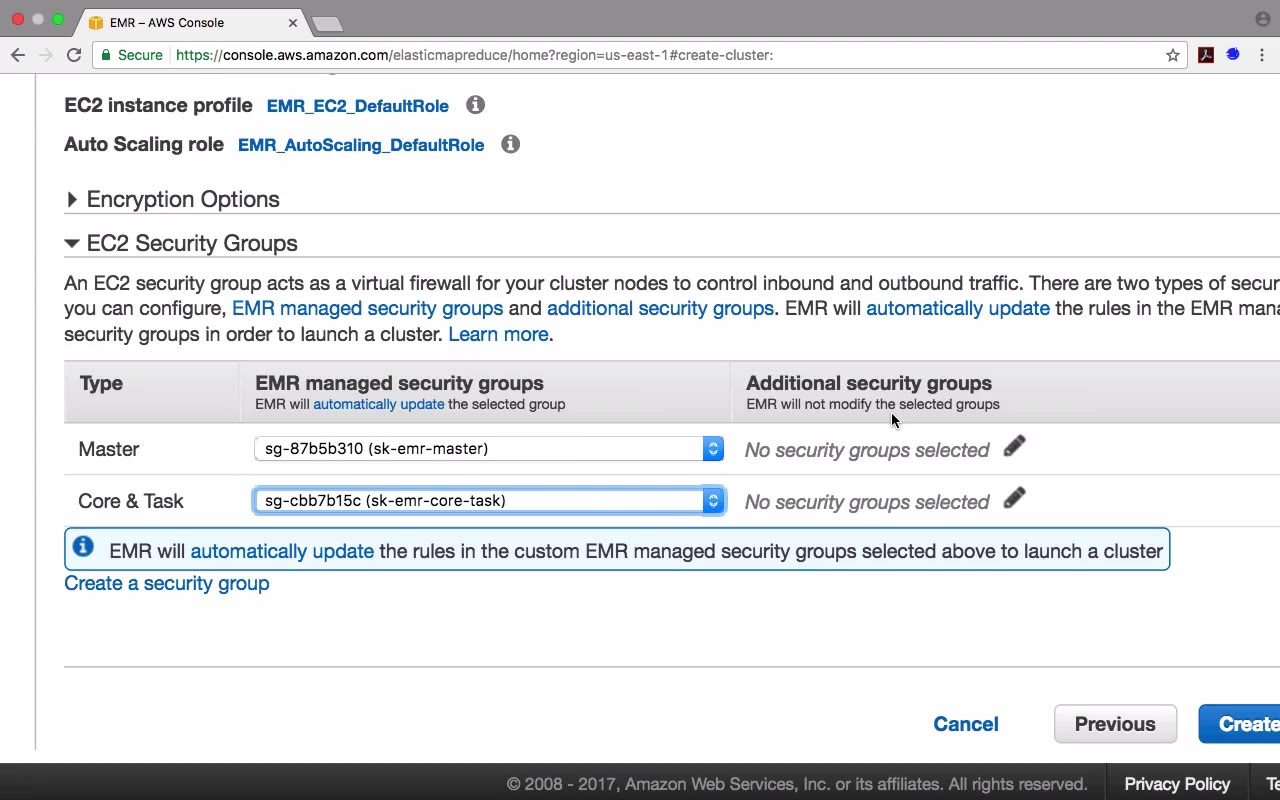 EMR – AWS Console
Secure https://console.aws.amazon.com/elasticmapreduce/home?region=us-east-1#create-cluster:
EC2 instance profile EMR_EC2_DefaultRole
Auto Scaling role EMR_AutoScaling_DefaultRole
Encryption Options
EC2 Security Groups
An EC2 security group acts as a virtual firewall for your cluster nodes to control inbound and outbound traffic. There are two types of secur
you can configure, EMR managed security groups and additional security groups. EMR will automatically update the rules in the EMR mana
security groups in order to launch a cluster. Learn more.
Type EMR managed security groups Additional security groups
EMR will automatically update the selected group EMR will not modify the selected groups
Master sg-87b5b310 (sk-emr-master) No security groups selected
Core & Task sg-cbb7b15c (sk-emr-core-task) No security groups selected
EMR will automatically update the rules in the custom EMR managed security groups selected above to launch a cluster
Create a security group
Cancel Previous Create
© 2008 - 2017, Amazon Web Services, Inc. or its affiliates. All rights reserved. Privacy Policy Te